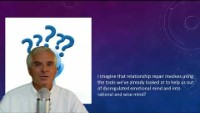 I imagine that relationship repair involves using
the tools we've already looked at to help us out
of dysregulated emotional mind and into
rational and wise mind?